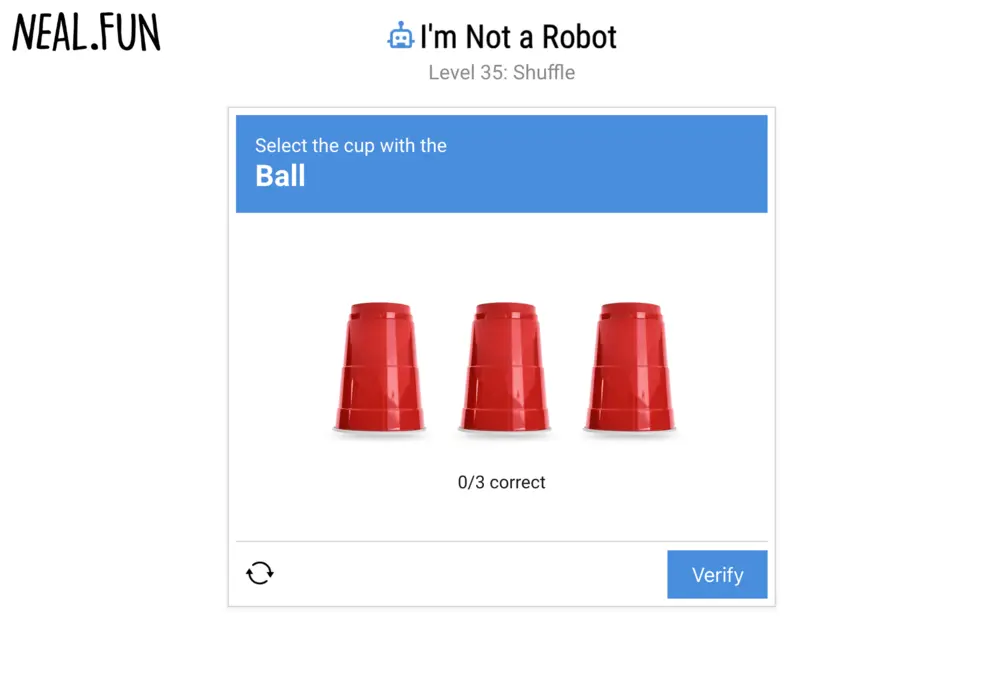 NEAL.FUN
I'm Not a Robot
Level 35: Shuffle
Select the cup with the
Ball
0/3 correct
Verify